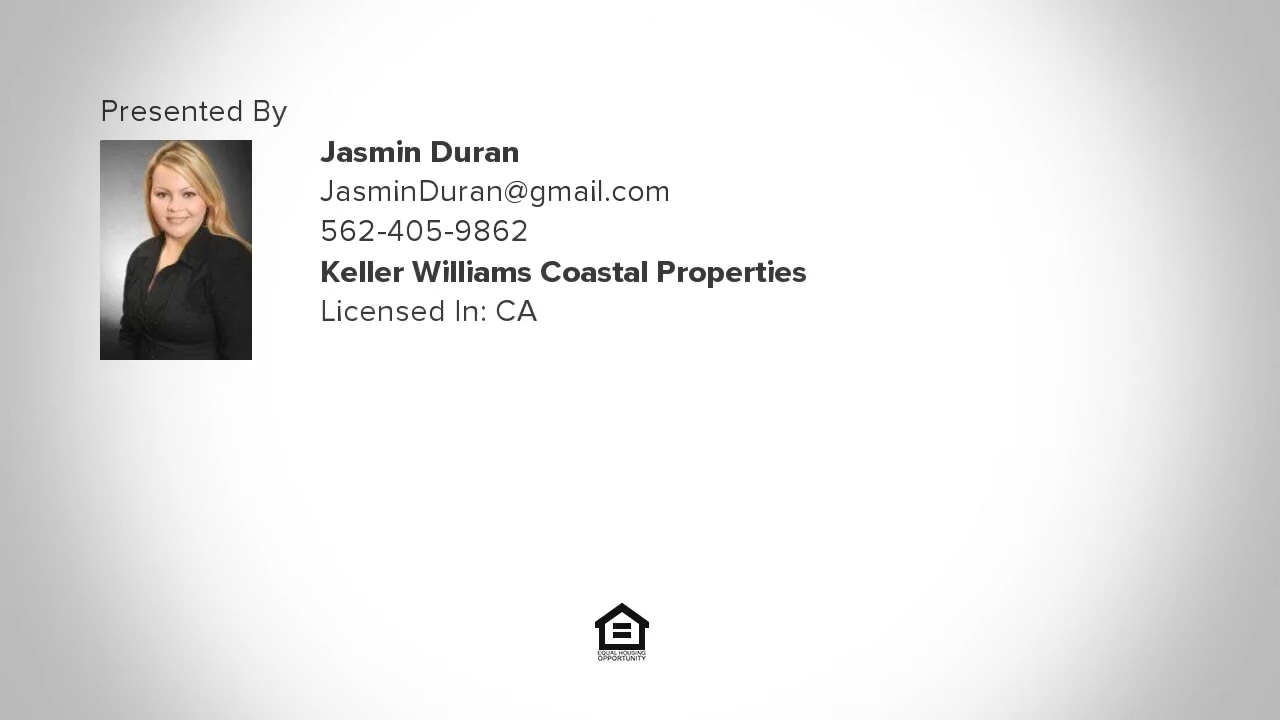 Presented By
Jasmin Duran
JasminDuran@gmail.com
562-405-9862
Keller Williams Coastal Properties
Licensed In: CA
EQUAL HOUSING
OPPORTUNITY